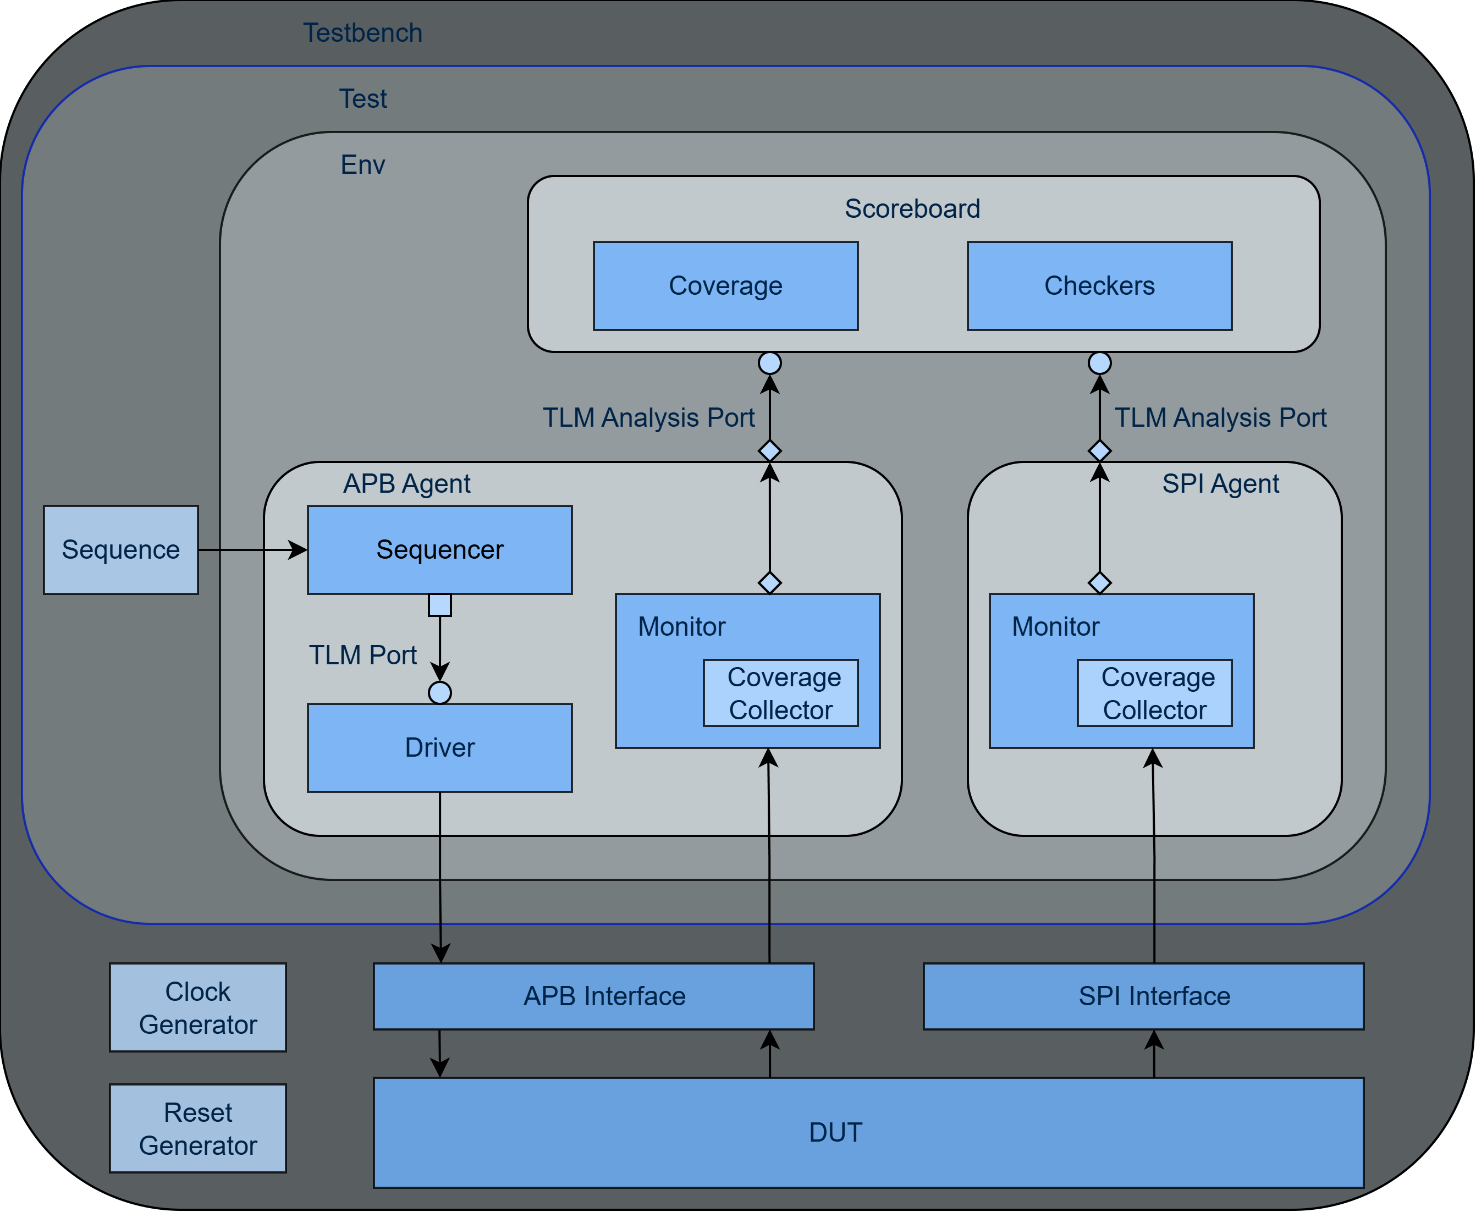 Testbench
Test
Env
Scoreboard
Coverage
Checkers
TLM Analysis Port
TLM Analysis Port
APB Agent
SPI Agent
Sequence
Sequencer
TLM Port
Driver
Monitor
Coverage
Collector
Monitor
Coverage
Collector
Clock
Generator
APB Interface
SPI Interface
Reset
Generator
DUT